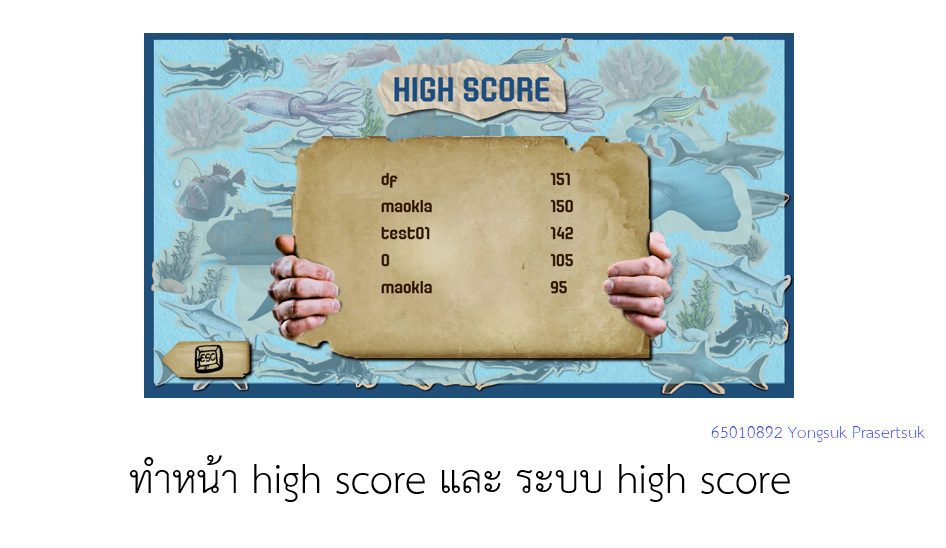 HIGH SCORE
df 151
maokla 150
test01 142
0 105
maokla 95
ESC
65010892 Yongsuk Prasertsuk
ทำหน้า high score และ ระบบ high score